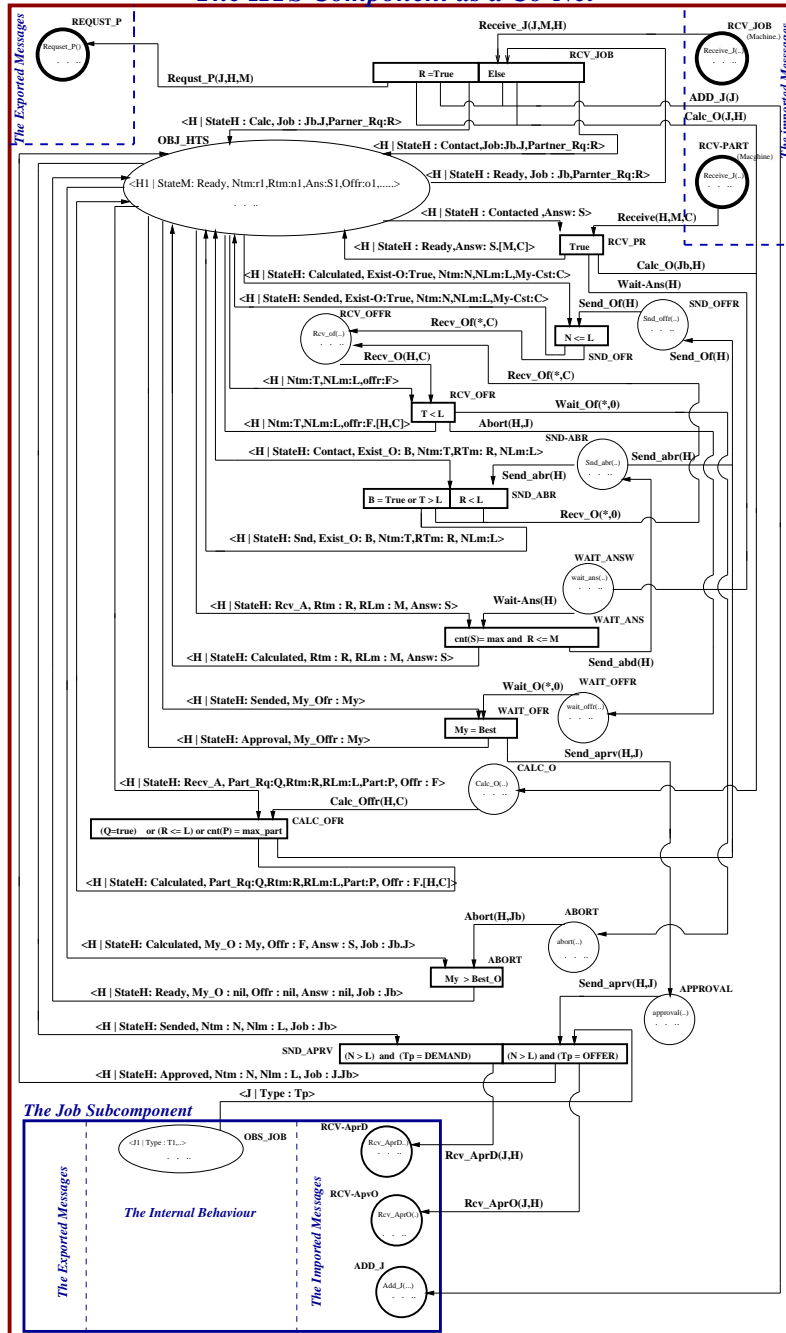 The HTS Component as a Co-Net
REQUST_P
Requset_P()
. . ..
The Exported Messages
Requst_P(J,H,M)
Receive_J(J,M,H)
RCV_JOB
R =True
Else
RCV_JOB
(Machine.)
Receive_J(..)
. . ..
The imported Messsages
ADD_J(J)
Calc_O(J,H)
RCV-PART
(Macghine)
Receive_J(..)
. . ..
<H | StateH : Calc, Job : Jb.J,Parner_Rq:R>
OBJ_HTS
<H | StateH : Contact,Job:Jb.J,Partner_Rq:R>
<H1 | StateM: Ready, Ntm:r1,Rtm:n1,Ans:S1,Offr:o1,.....>
. . ..
<H | StateH : Ready, Job : Jb,Parnter_Rq:R>
<H | StateH : Contacted ,Answ: S>
Receive(H,M,C)
True
RCV_PR
<H | StateH : Ready,Answ: S.[M,C]>
Calc_O(Jb,H)
<H | StateH: Calculated, Exist-O:True, Ntm:N,NLm:L,My-Cst:C>
Wait-Ans(H)
<H | StateH: Sended, Exist-O:True, Ntm:N,NLm:L,My-Cst:C>
Send_Of(H)
SND_OFFR
Snd_offr(..)
. . ..
RCV_OFFR
Rcv_of(..)
. . ..
Recv_Of(*,C)
N <= L
SND_OFR
Send_Of(H)
Recv_O(H,C)
Recv_Of(*,C)
<H | Ntm:T,NLm:L,offr:F>
RCV_OFR
T < L
Wait_Of(*,0)
<H | Ntm:T,NLm:L,offr:F.[H,C]>
Abort(H,J)
<H | StateH: Contact, Exist_O: B, Ntm:T,RTm: R, NLm:L>
SND-ABR
Snd_abr(..)
. . ..
Send_abr(H)
Send_abr(H)
B = True or T > L
R < L
SND_ABR
Recv_O(*,0)
<H | StateH: Snd, Exist_O: B, Ntm:T,RTm: R, NLm:L>
WAIT_ANSW
wait_ans(..)
. . ..
<H | StateH: Rcv_A, Rtm : R, RLm : M, Answ: S>
Wait-Ans(H)
WAIT_ANS
cnt(S)= max and  R <= M
<H | StateH: Calculated, Rtm : R, RLm : M, Answ: S>
Send_abd(H)
<H | StateH: Sended, My_Ofr : My>
Wait_O(*,0)
WAIT_OFFR
wait_offr(..)
. . ..
WAIT_OFR
My = Best
<H | StateH: Approval, My_Offr : My>
Send_aprv(H,J)
CALC_O
Calc_O(..)
. . ..
<H | StateH: Recv_A, Part_Rq:Q,Rtm:R,RLm:L,Part:P, Offr : F>
Calc_Offr(H,C)
CALC_OFR
(Q=true)   or (R <= L) or cnt(P) = max_part
<H | StateH: Calculated, Part_Rq:Q,Rtm:R,RLm:L,Part:P, Offr : F.[H,C]>
Abort(H,Jb)
ABORT
abort(..)
. . ..
<H | StateH: Calculated, My_O : My, Offr : F, Answ : S, Job : Jb.J>
ABORT
My  > Best_O
<H | StateH: Ready, My_O : nil, Offr : nil, Answ : nil, Job : Jb>
Send_aprv(H,J)
APPROVAL
approval(..)
. . ..
<H | StateH: Sended, Ntm : N, Nlm : L, Job : Jb>
SND_APRV
(N > L)  and  (Tp = DEMAND)
(N > L) and (Tp = OFFER)
<H | StateH: Approved, Ntm : N, Nlm : L, Job : J.Jb>
<J | Type : Tp>
The Job Subcomponent
<J1 | Type : T1,..>
. . ..
OBS_JOB
RCV-AprD
Rcv_AprD..)
. . ..
Rcv_AprD(J,H)
The Exported Messages
The Internal Behaviour
The Imported Messages
RCV-ApvO
Rcv_AprO(.)
. . ..
Rcv_AprO(J,H)
ADD_J
Add_J(...)
. . ..